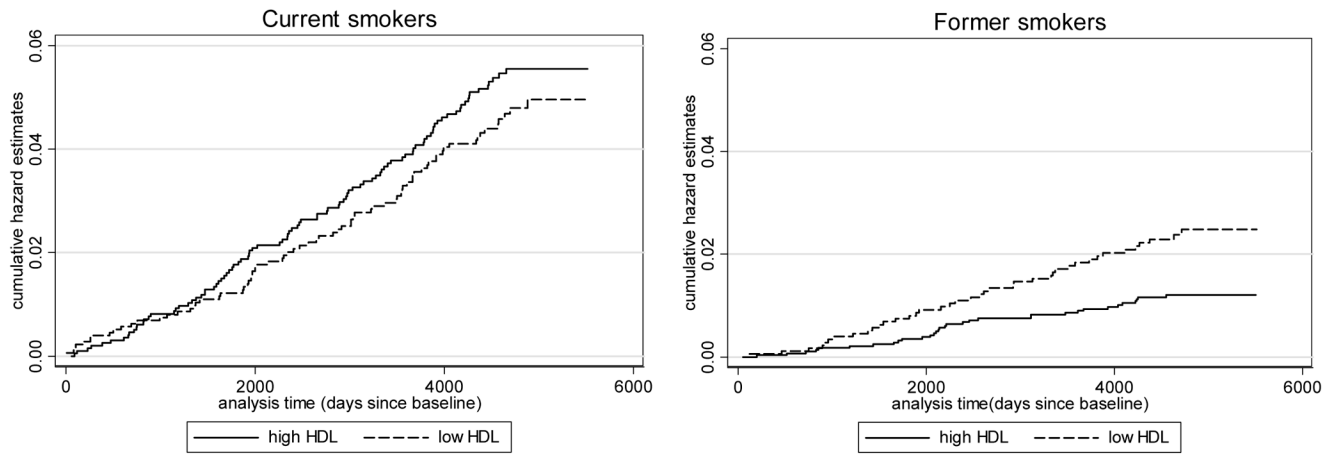 Current smokers
cumulative hazard estimates
0.06
0.04
0.02
0.00
0 2000 4000 6000
analysis time (days since baseline)
high HDL low HDL
Former smokers
cumulative hazard estimates
0.06
0.04
0.02
0.00
0 2000 4000 6000
analysis time(days since baseline)
high HDL low HDL